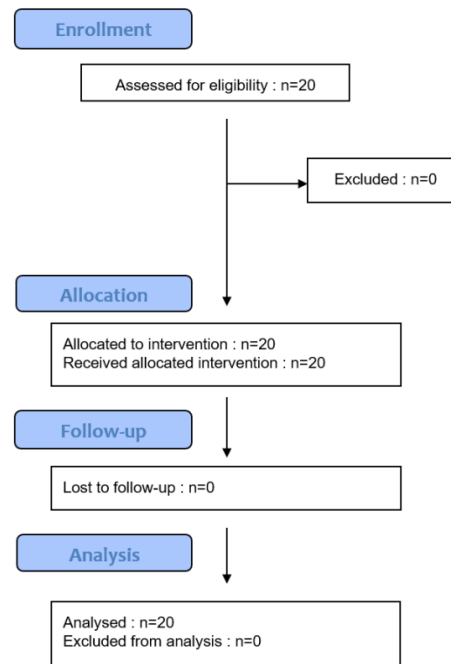 Enrollment
Assessed for eligibility : n=20
Excluded : n=0
Allocation
Allocated to intervention : n=20
Received allocated intervention : n=20
Follow-up
Lost to follow-up : n=0
Analysis
Analysed : n=20
Excluded from analysis : n=0